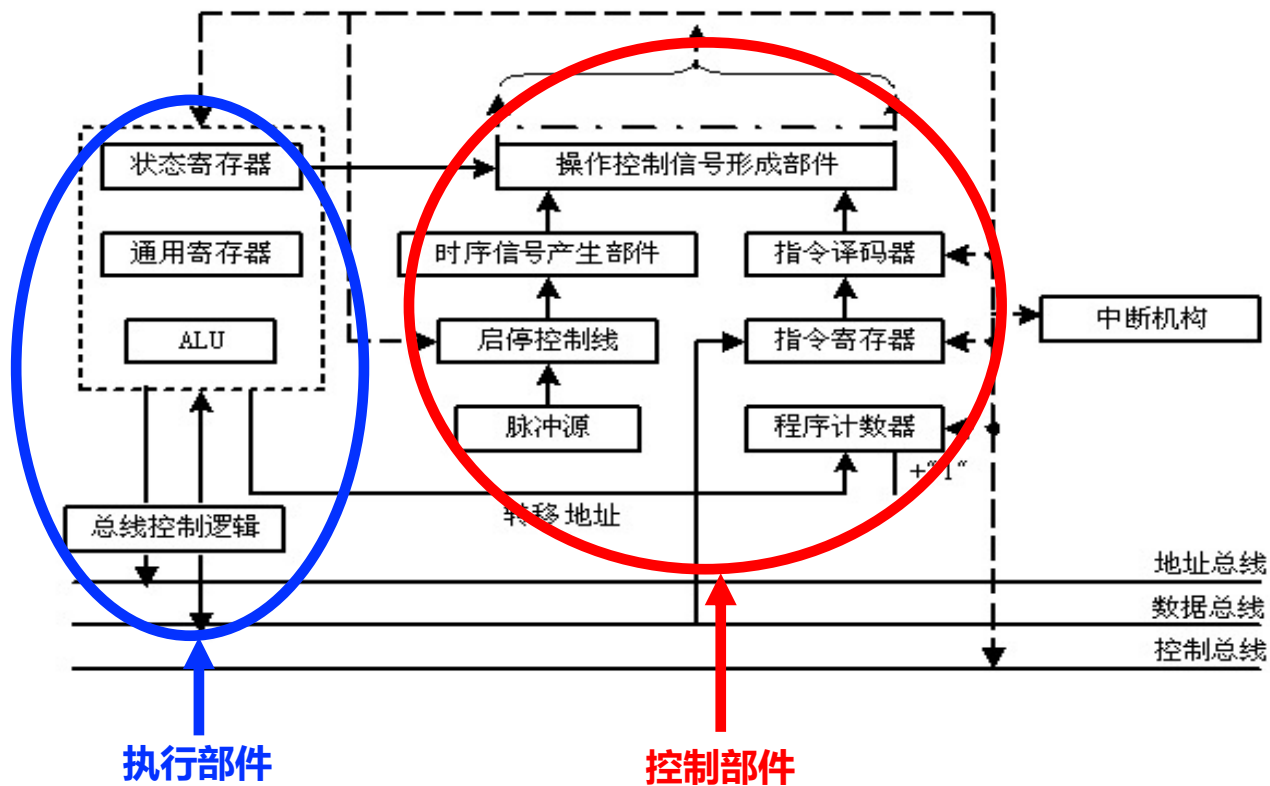 状态寄存器
操作控制信号形成部件
通用寄存器
时序信号产生部件
指令译码器
ALU
启停控制线
指令寄存器
中断机构
脉冲源
程序计数器
+"1"
总线控制逻辑
转移地址
地址总线
数据总线
控制总线
执行部件
控制部件